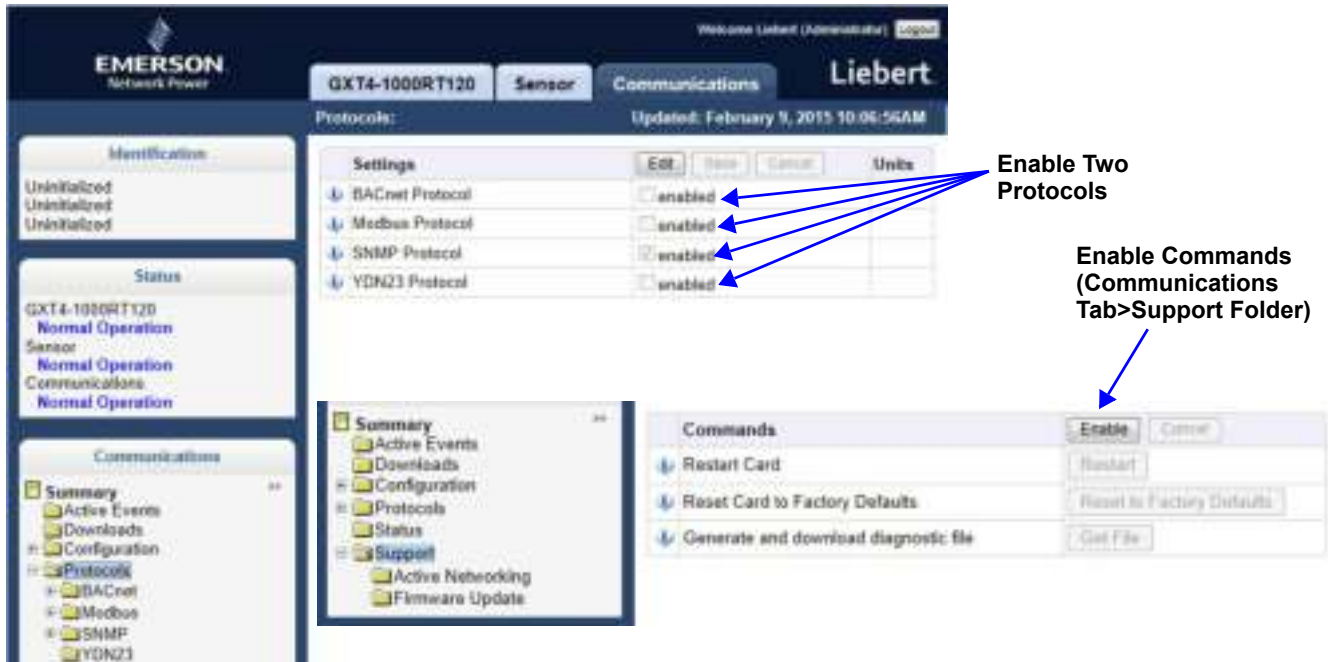 Welcome Liebert (Administrator) Logout
EMERSON
Network Power
GXT4-1000RT120 Sensor Communications
Liebert
Protocols: Updated: February 9, 2015 10:06:56AM
Identification
Uninitialized
Uninitialized
Uninitialized
Status
GXT4-1000RT120
Normal Operation
Sensor
Normal Operation
Communications
Normal Operation
Communications
Summary
Active Events
Downloads
Configuration
Protocols
BACnet
Modbus
SNMP
YDN23
Settings Edit Save Cancel Units
BACnet Protocol enabled
Modbus Protocol enabled
SNMP Protocol enabled
YDN23 Protocol enabled
Enable Two
Protocols
Enable Commands
(Communications
Tab>Support Folder)
Summary
Active Events
Downloads
Configuration
Protocols
Status
Support
Active Networking
Firmware Update
Commands Enable Cancel
Restart Card Restart
Reset Card to Factory Defaults Reset to Factory Defaults
Generate and download diagnostic file Get File